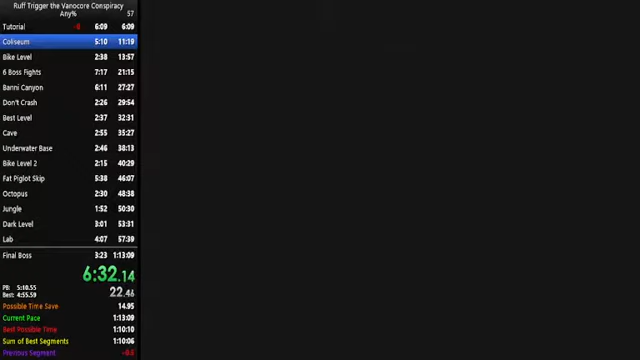 Ruff Trigger the Vanocore Conspiracy
Any% 57
Tutorial -0 6:09 6:09
Coliseum 5:10 11:19
Bike Level 2:38 13:57
6 Boss Fights 7:17 21:15
Banni Canyon 6:11 27:27
Don't Crash 2:26 29:54
Best Level 2:37 32:31
Cave 2:55 35:27
Underwater Base 2:46 38:13
Bike Level 2 2:15 40:29
Fat Piglot Skip 5:38 46:07
Octopus 2:30 48:38
Jungle 1:52 50:30
Dark Level 3:01 53:31
Lab 4:07 57:39
Final Boss 3:23 1:13:09
6:32.14
PB: 5:10.55
Best: 4:55.59
22.46
Possible Time Save 14.95
Current Pace 1:13:09
Best Possible Time 1:10:10
Sum of Best Segments 1:10:06
Previous Segment -0.5